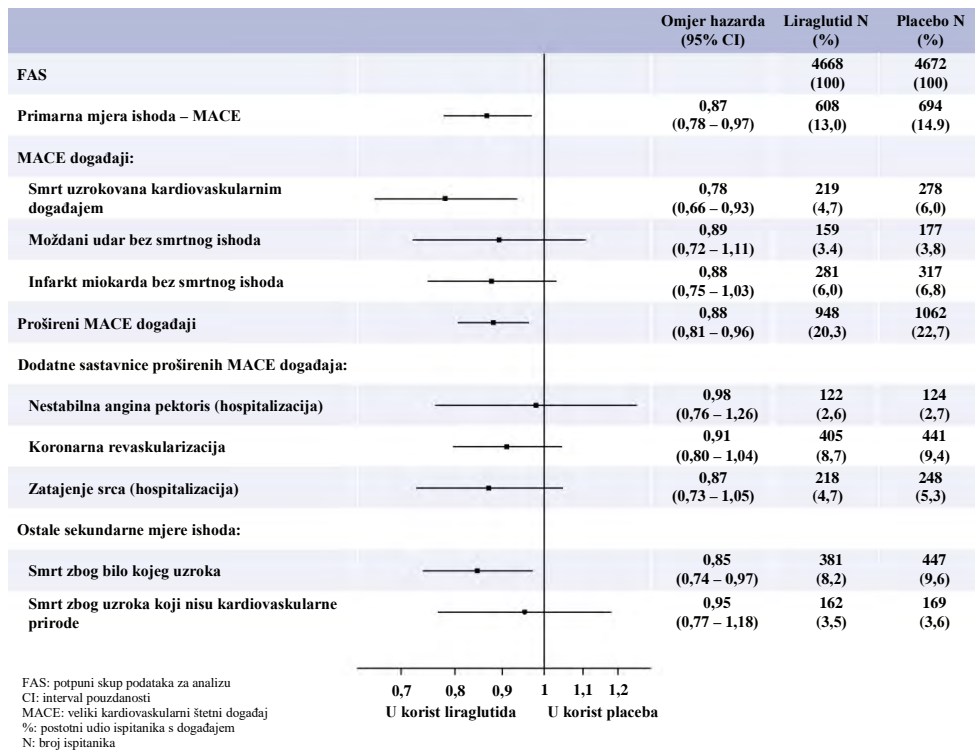 Omjer hazarda Liraglutid N Placebo N
(95% CI) (%) (%)
FAS 4668 4672
(100) (100)
Primarna mjera ishoda – MACE 0,87 608 694
(0,78 – 0,97) (13,0) (14.9)
MACE događaji:
Smrt uzrokovana kardiovaskularnim 0,78 219 278
događajem (0,66 – 0,93) (4,7) (6,0)
Moždani udar bez smrtnog ishoda 0,89 159 177
(0,72 – 1,11) (3.4) (3,8)
Infarkt miokarda bez smrtnog ishoda 0,88 281 317
(0,75 – 1,03) (6,0) (6,8)
Prošireni MACE događaji 0,88 948 1062
(0,81 – 0,96) (20,3) (22,7)
Dodatne sastavnice proširenih MACE događaja:
Nestabilna angina pektoris (hospitalizacija) 0,98 122 124
(0,76 – 1,26) (2,6) (2,7)
Koronarna revaskularizacija 0,91 405 441
(0,80 – 1,04) (8,7) (9,4)
Zatajenje srca (hospitalizacija) 0,87 218 248
(0,73 – 1,05) (4,7) (5,3)
Ostale sekundarne mjere ishoda:
Smrt zbog bilo kojeg uzroka 0,85 381 447
(0,74 – 0,97) (8,2) (9,6)
Smrt zbog uzroka koji nisu kardiovaskularne 0,95 162 169
prirode (0,77 – 1,18) (3,5) (3,6)
0,7 0,8 0,9 1 1,1 1,2
U korist liraglutida U korist placeba
FAS: potpuni skup podataka za analizu
CI: interval pouzdanosti
MACE: veliki kardiovaskularni štetni događaj
%: postotni udio ispitanika s događajem
N: broj ispitanika